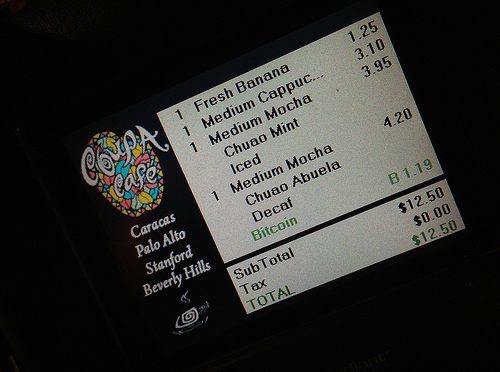 COUPA
café
Caracas
Palo Alto
Stanford
Beverly Hills
1 Fresh Banana 1.25
1 Medium Cappuc... 3.10
1 Medium Mocha 3.95
Chuao Mint
Iced
1 Medium Mocha 4.20
Chuao Abuela
Decaf
Bitcoin B 1.19
SubTotal $12.50
Tax $0.00
TOTAL $12.50